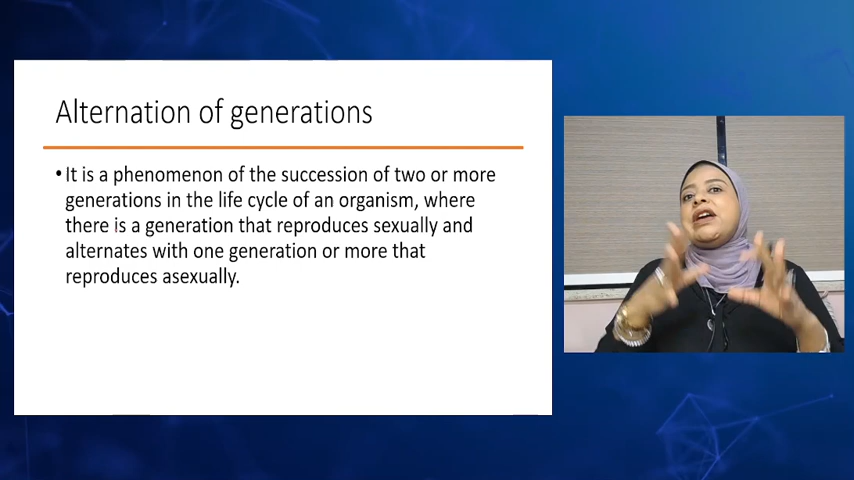 Alternation of generations
•It is a phenomenon of the succession of two or more
generations in the life cycle of an organism, where
there is a generation that reproduces sexually and
alternates with one generation or more that
reproduces asexually.